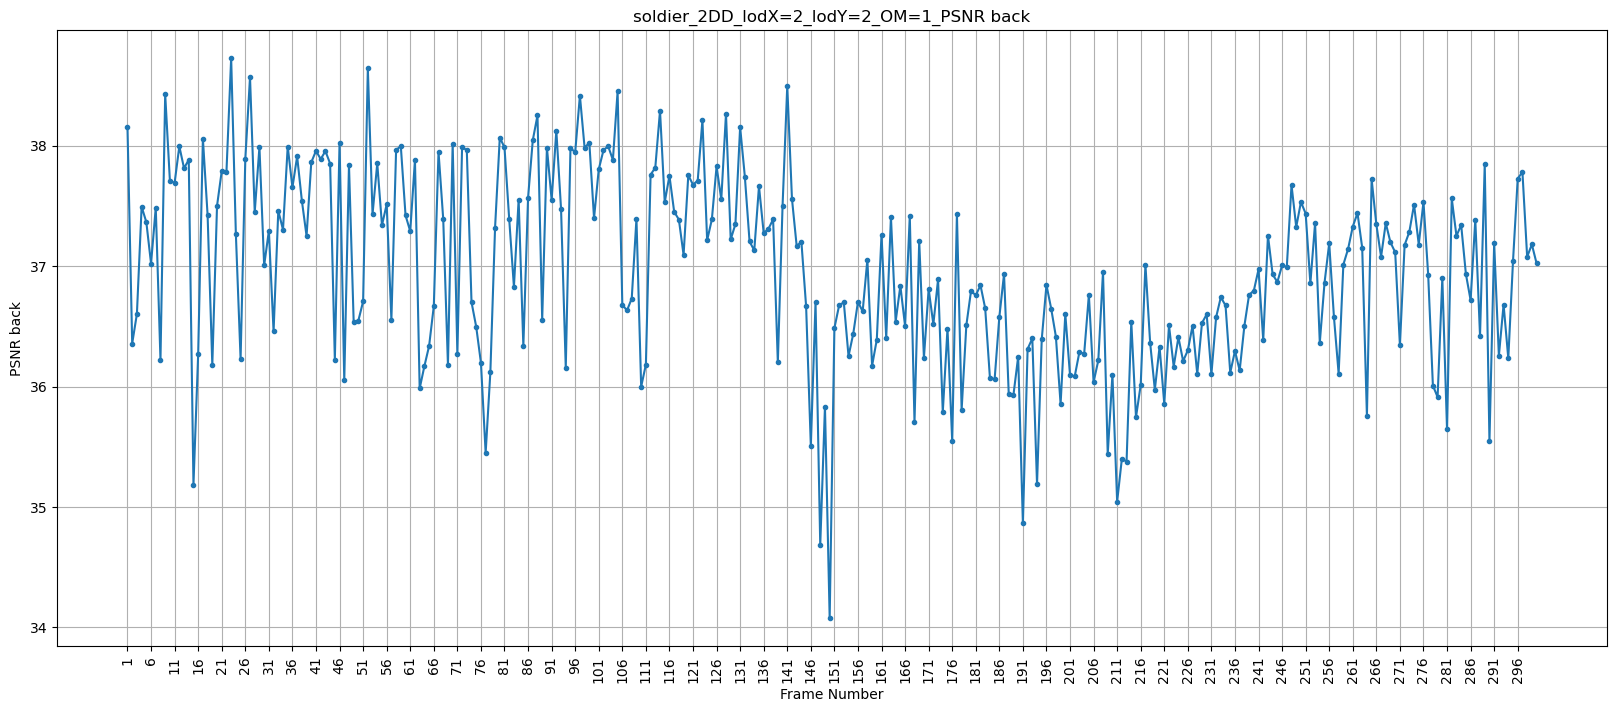 soldier_2DD_lodX=2_lodY=2_OM=1_PSNR back
PSNR back
38
37
36
35
34
1 6 11 16 21 26 31 36 41 46 51 56 61 66 71 76 81 86 91 96 101 106 111 116 121 126 131 136 141 146 151 156 161 166 171 176 181 186 191 196 201 206 211 216 221 226 231 236 241 246 251 256 261 266 271 276 281 286 291 296
Frame Number